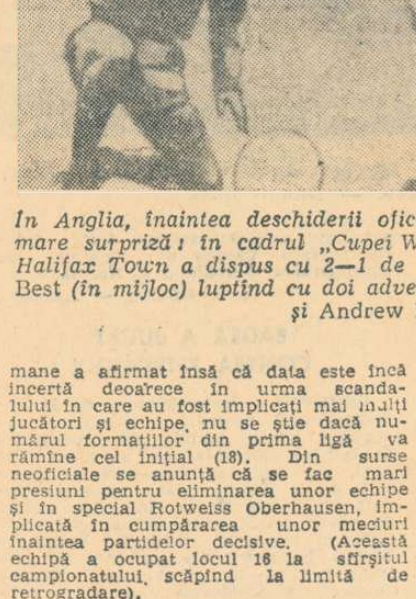 In Anglia, înaintea deschiderii ofic
mare surpriză: în cadrul „Cupei W
Halifax Town a dispus cu 2—1 de
Best (în mijloc) luptînd cu doi adve
și Andrew
mane a afirmat însă că data este încă
incertă deoarece în urma scanda-
lului în care au fost implicați mai mulți
jucători și echipe, nu se știe dacă nu-
mărul formațiilor din prima ligă va
rămîne cel inițial (18). Din surse
neoficiale se anunță că se fac mari
presiuni pentru eliminarea unor echipe
și în special Rotweiss Oberhausen, im-
plicată în cumpărarea unor meciuri
înaintea partidelor decisive. (Această
echipă a ocupat locul 16 la sfîrșitul
campionatului, scăpînd la limită de
retrogradare).